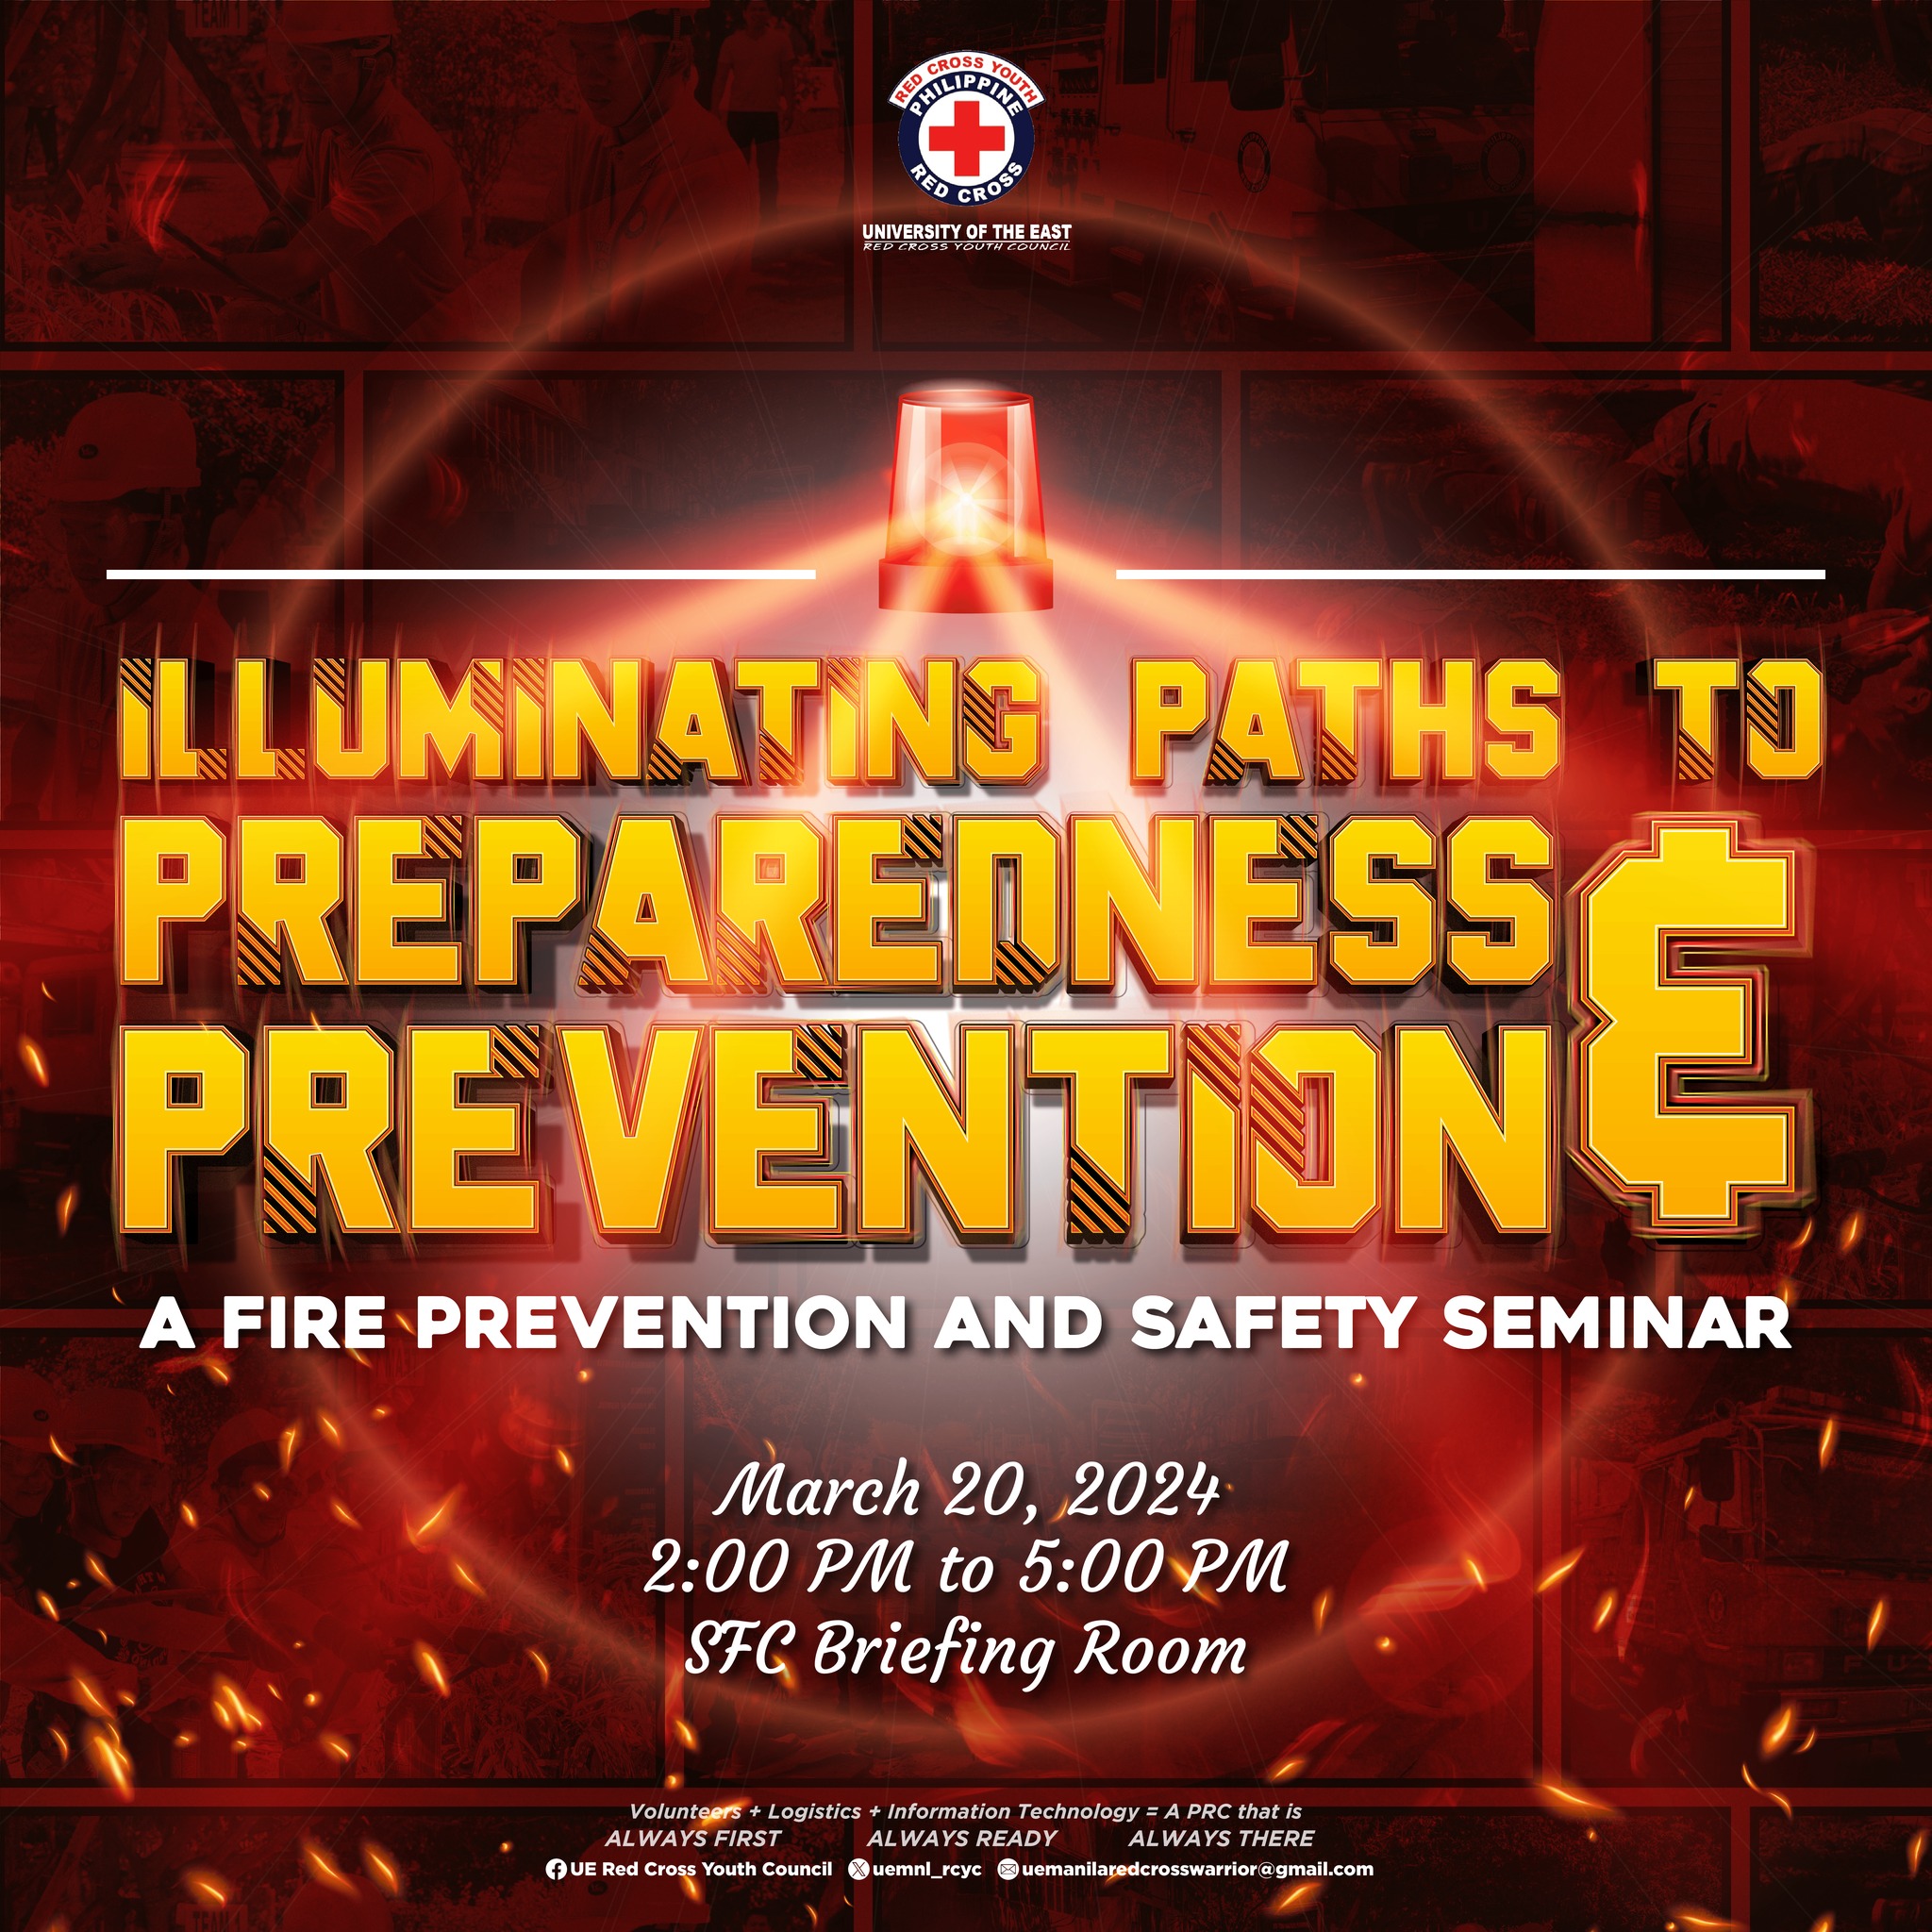 RED CROSS YOUTH
PHILIPPINE
RED CROSS
UNIVERSITY OF THE EAST
RED CROSS YOUTH COUNCIL
ILLUMINATING PATHS TO
PREPAREDNESS &
PREVENTION
A FIRE PREVENTION AND SAFETY SEMINAR
March 20, 2024
2:00 PM to 5:00 PM
SFC Briefing Room
Volunteers + Logistics + Information Technology = A PRC that is
ALWAYS FIRST ALWAYS READY ALWAYS THERE
UE Red Cross Youth Council uemnl_rcyc uemanilaredcrosswarrior@gmail.com